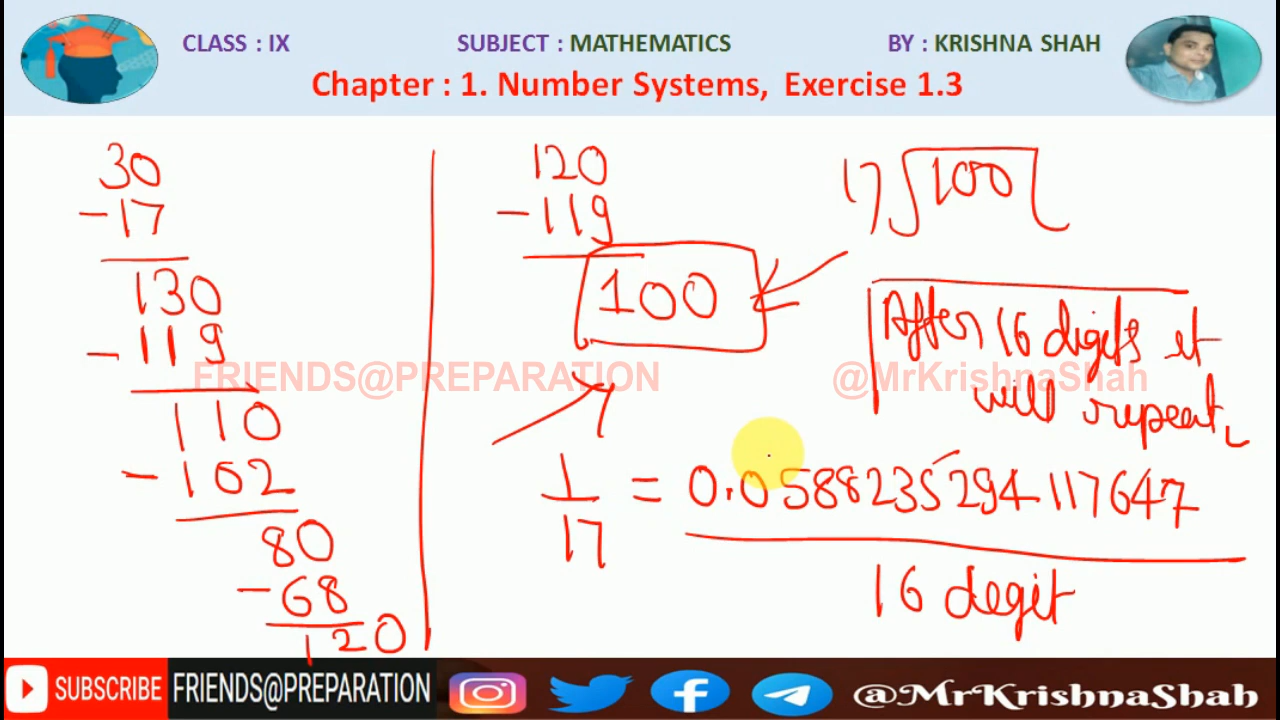 CLASS : IX
SUBJECT : MATHEMATICS
BY : KRISHNA SHAH
Chapter : 1. Number Systems, Exercise 1.3
30
-17
130
-119
110
-102
80
-68
120
120
-119
100
17 100
After 16 digits it
will repeat
FRIENDS@PREPARATION
@MrKrishnaShah
1/17 = 0.0588235294117647
16 degit
SUBSCRIBE FRIENDS@PREPARATION @MrKrishnaShah